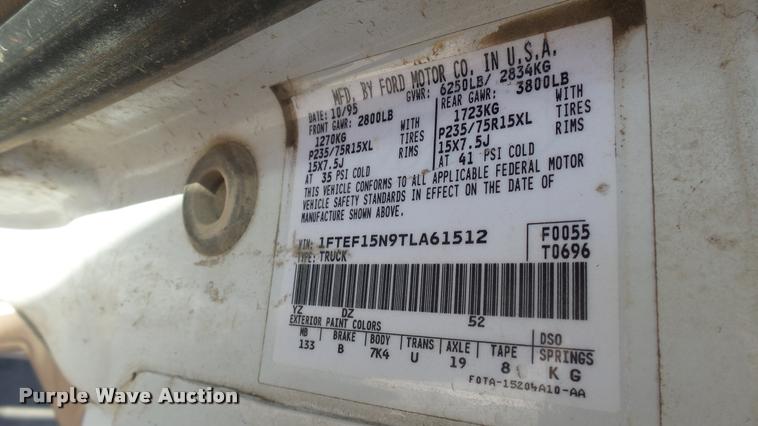 MFD. BY FORD MOTOR CO. IN U.S.A.
DATE: 10/95 GVWR: 6250LB/ 2834KG
FRONT GAWR: 2800LB REAR GAWR: 3800LB
1270KG WITH 1723KG WITH
P235/75R15XL TIRES P235/75R15XL TIRES
15X7.5J RIMS 15X7.5J RIMS
AT 35 PSI COLD AT 41 PSI COLD
THIS VEHICLE CONFORMS TO ALL APPLICABLE FEDERAL MOTOR
VEHICLE SAFETY STANDARDS IN EFFECT ON THE DATE OF
MANUFACTURE SHOWN ABOVE.
VIN: 1FTEF15N9TLA61512 F0055
TYPE: TRUCK T0696
YZ DZ 52
EXTERIOR PAINT COLORS DSO
WB BRAKE BODY TRANS AXLE TAPE SPRINGS
133 B 7K4 U 19 8 K G
F0TA-15204A10-AA
Purple Wave Auction